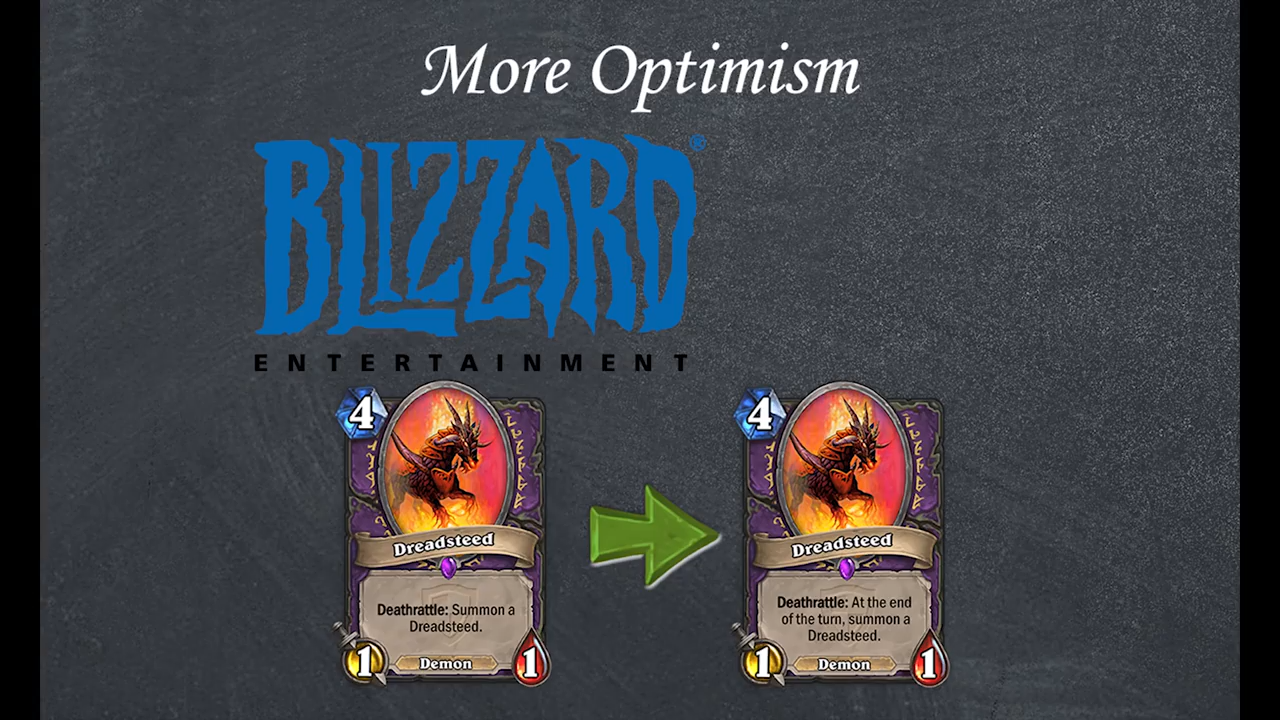 More Optimism
BLIZZARD®
ENTERTAINMENT
4
Dreadsteed
Deathrattle: Summon a
Dreadsteed.
1
Demon
1
4
Dreadsteed
Deathrattle: At the end
of the turn, summon a
Dreadsteed.
1
Demon
1